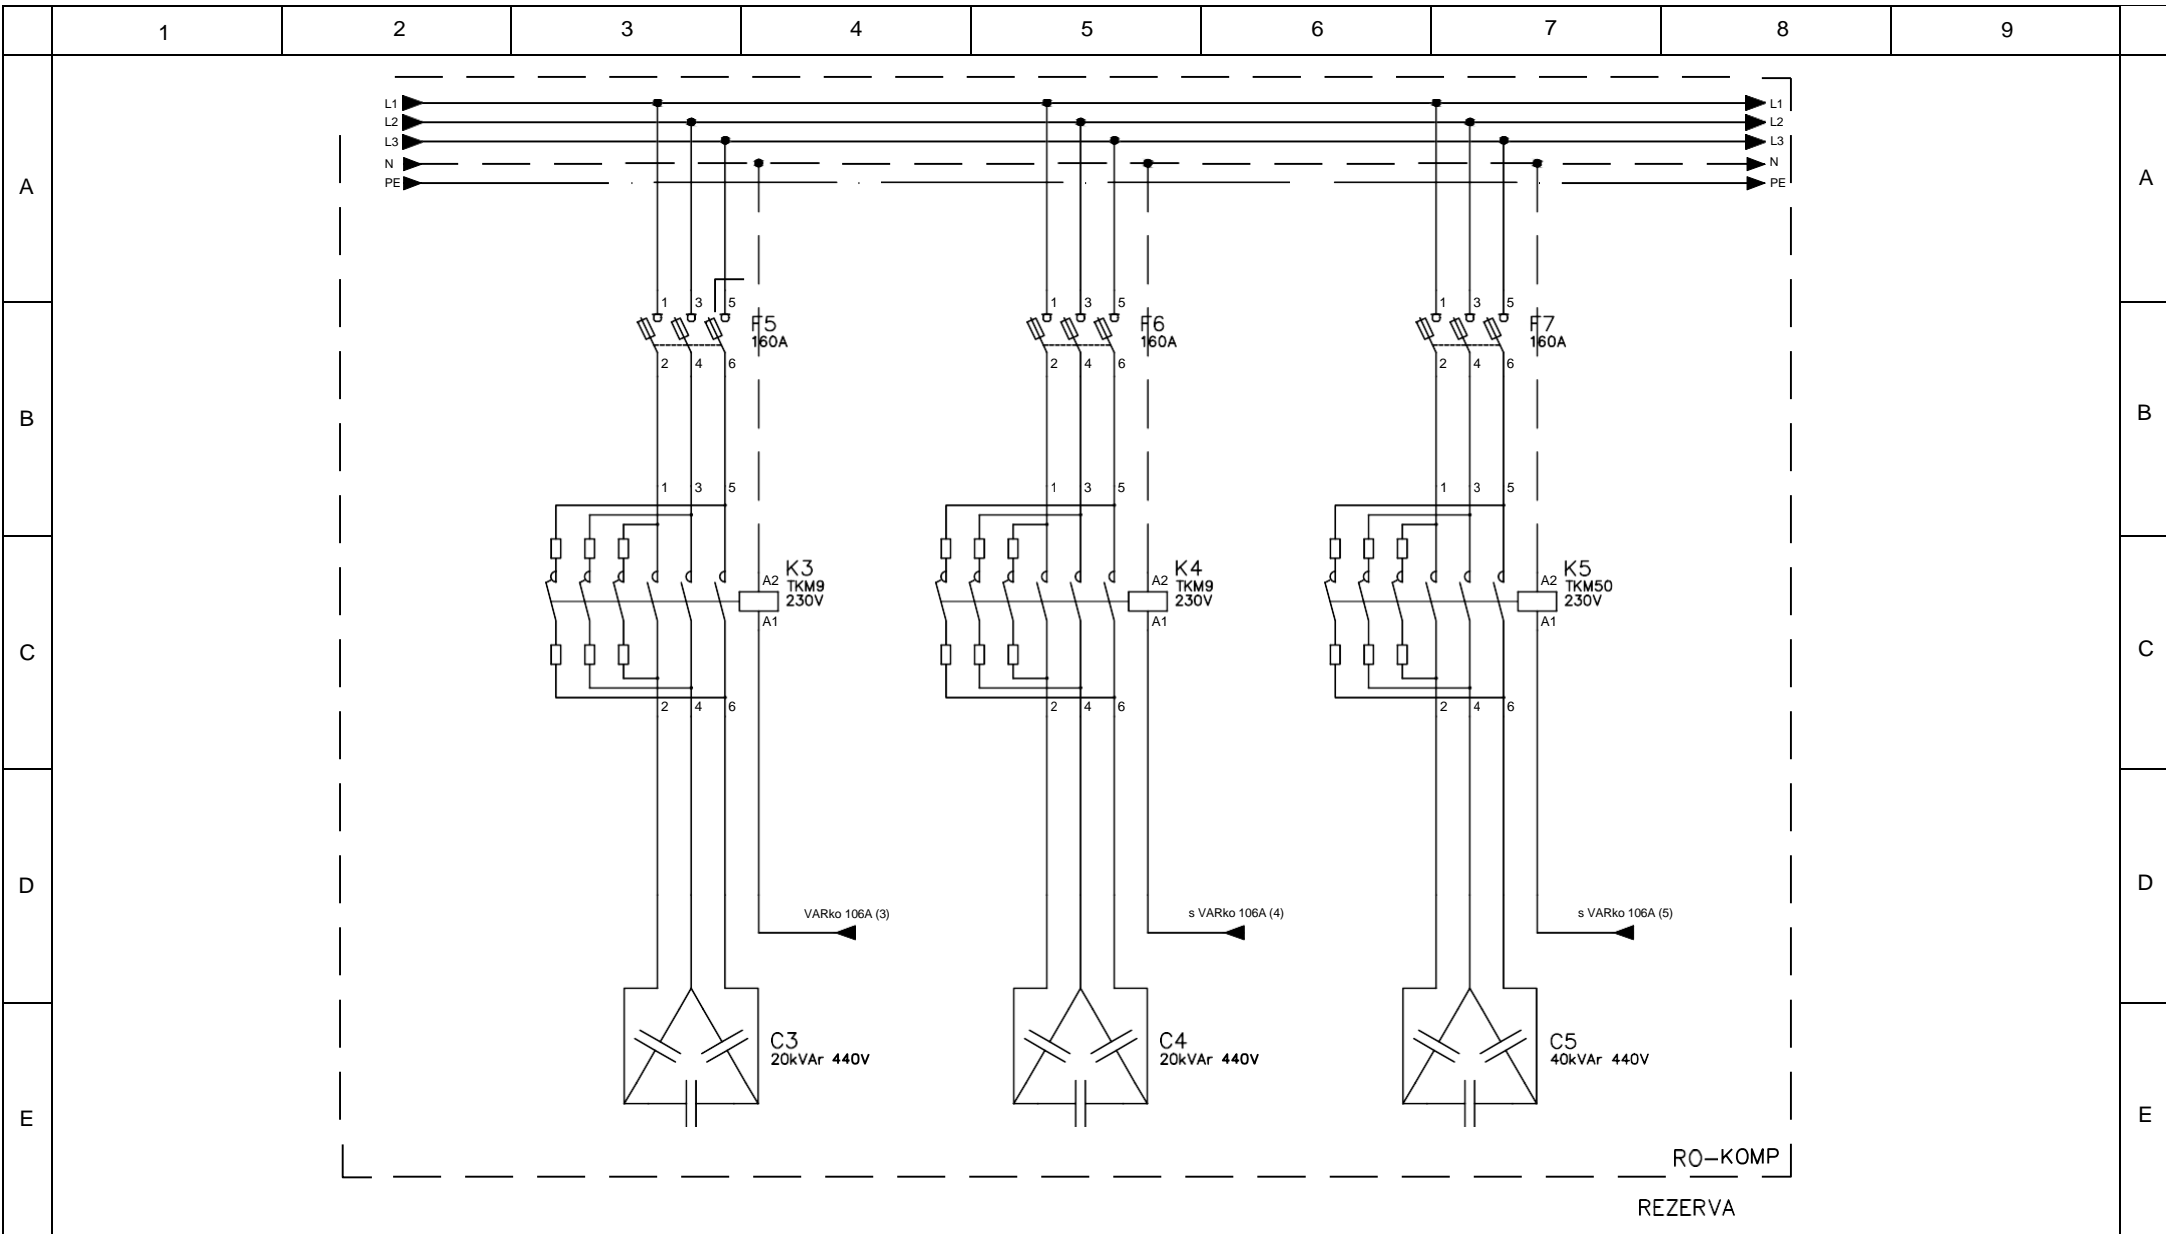 1 2 3 4 5 6 7 8 9
L1 L1
L2 L2
L3 L3
N N
PE PE
A A
1 3 5 1 3 5 1 3 5
F5 F6 F7
160A 160A 160A
2 4 6 2 4 6 2 4 6
B B
1 3 5 1 3 5 1 3 5
K3 K4 K5
A2 TKM9 A2 TKM9 A2 TKM50
230V 230V 230V
A1 A1 A1
C C
2 4 6 2 4 6 2 4 6
D D
VARko 106A (3) s VARko 106A (4) s VARko 106A (5)
C3 C4 C5
20kVAr 440V 20kVAr 440V 40kVAr 440V
E E
RO-KOMP
REZERVA